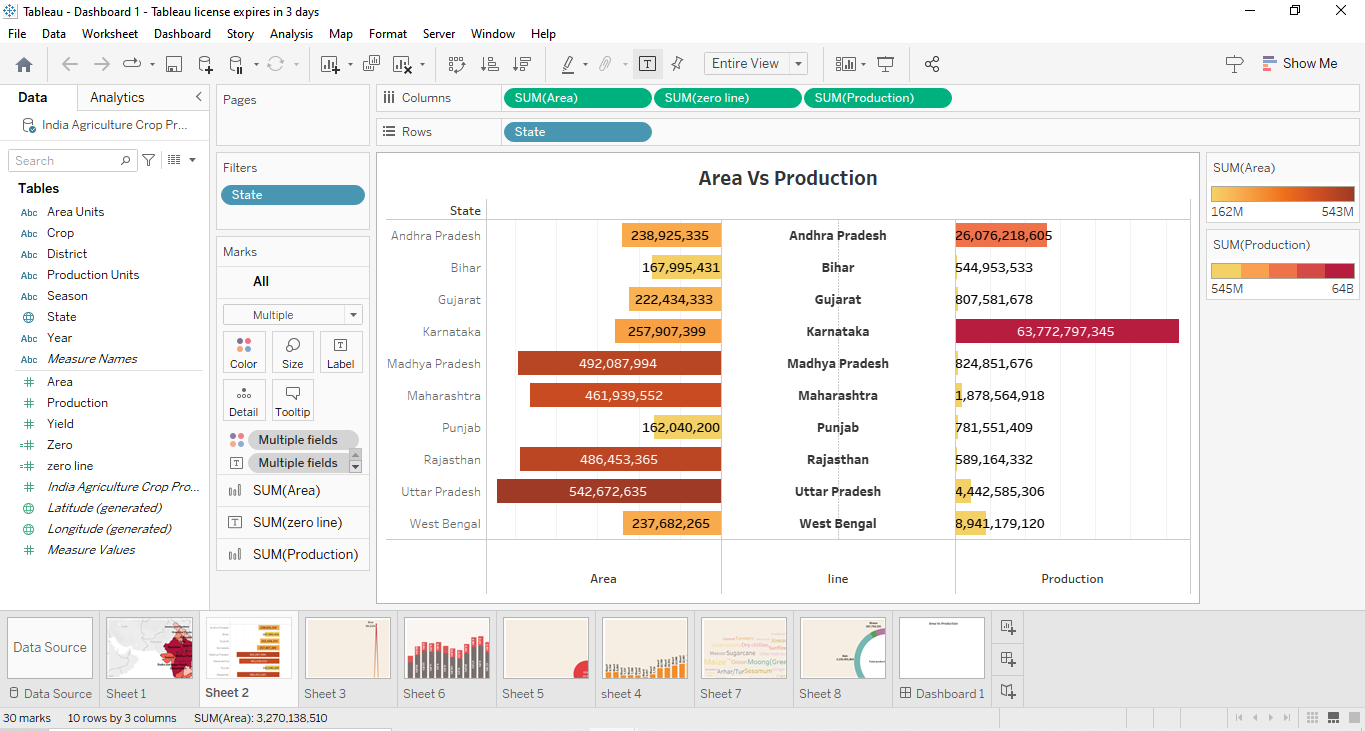 Tableau - Dashboard 1 - Tableau license expires in 3 days
File Data Worksheet Dashboard Story Analysis Map Format Server Window Help
Entire View
Show Me
Data Analytics
India Agriculture Crop Pr...
Search
Tables
Abc Area Units
Abc Crop
Abc District
Abc Production Units
Abc Season
State
Abc Year
Abc Measure Names
# Area
# Production
# Yield
=# Zero
=# zero line
# India Agriculture Crop Pro...
Latitude (generated)
Longitude (generated)
# Measure Values
Pages
Filters
State
Marks
All
Multiple
Color Size Label
Detail Tooltip
Multiple fields
Multiple fields
SUM(Area)
SUM(zero line)
SUM(Production)
Columns SUM(Area) SUM(zero line) SUM(Production)
Rows State
Area Vs Production
State
Andhra Pradesh 238,925,335 Andhra Pradesh 26,076,218,605
Bihar 167,995,431 Bihar 544,953,533
Gujarat 222,434,333 Gujarat 807,581,678
Karnataka 257,907,399 Karnataka 63,772,797,345
Madhya Pradesh 492,087,994 Madhya Pradesh 824,851,676
Maharashtra 461,939,552 Maharashtra 1,878,564,918
Punjab 162,040,200 Punjab 781,551,409
Rajasthan 486,453,365 Rajasthan 589,164,332
Uttar Pradesh 542,672,635 Uttar Pradesh 4,442,585,306
West Bengal 237,682,265 West Bengal 8,941,179,120
Area line Production
SUM(Area)
162M 543M
SUM(Production)
545M 64B
Data Source
Area Vs Production
Sugarcane
Moong(Gree
Arhar/Tur Sesamum
Data Source Sheet 1 Sheet 2 Sheet 3 Sheet 6 Sheet 5 sheet 4 Sheet 7 Sheet 8 Dashboard 1
30 marks 10 rows by 3 columns SUM(Area): 3,270,138,510